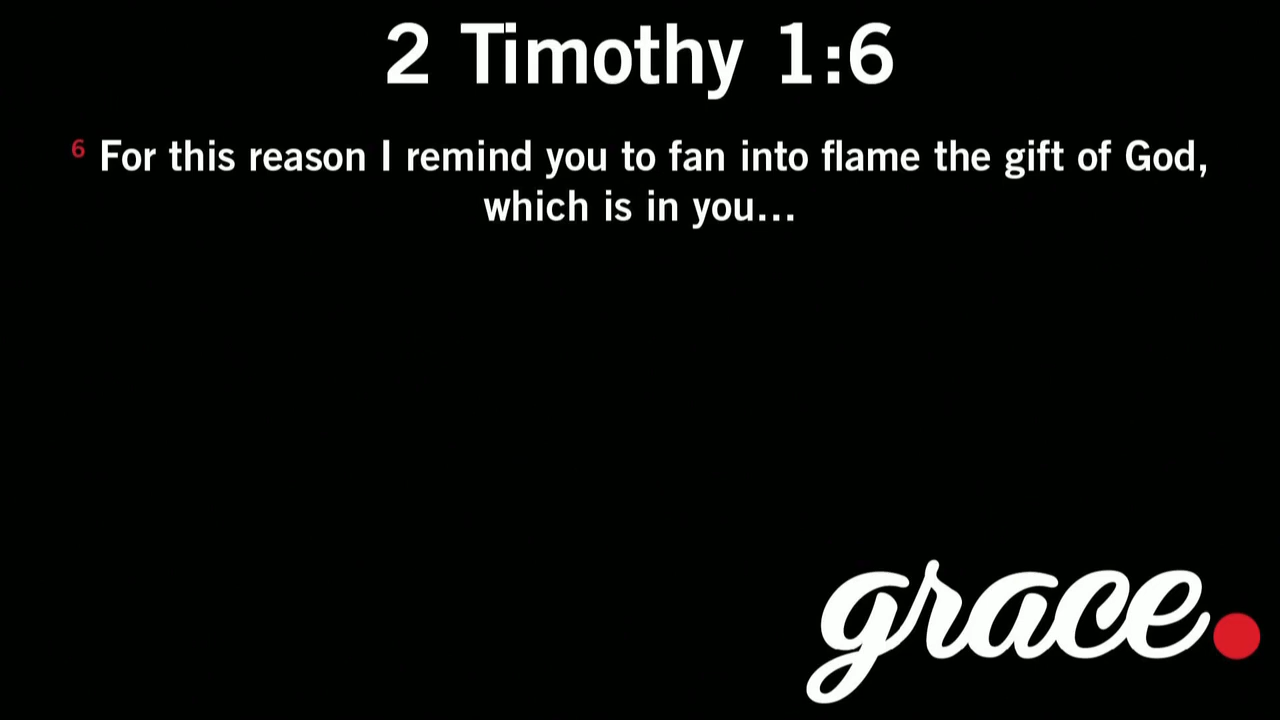 2 Timothy 1:6
6 For this reason I remind you to fan into flame the gift of God,
which is in you...
grace.